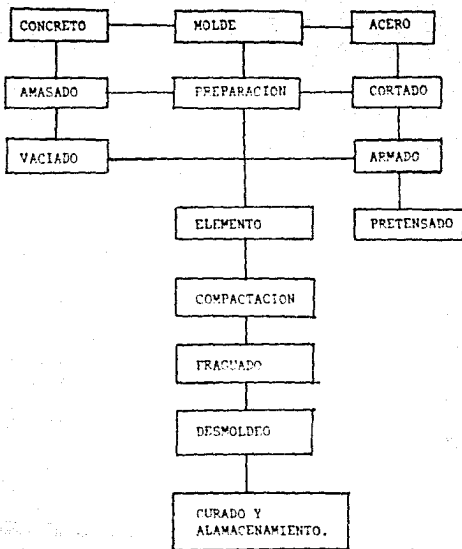 CONCRETO
MOLDE
ACERO
AMASADO
PREPARACION
CORTADO
VACIADO
ARMADO
ELEMENTO
PRETENSADO
COMPACTACION
FRAGUADO
DESMOLDEO
CURADO Y
ALAMACENAMIENTO.